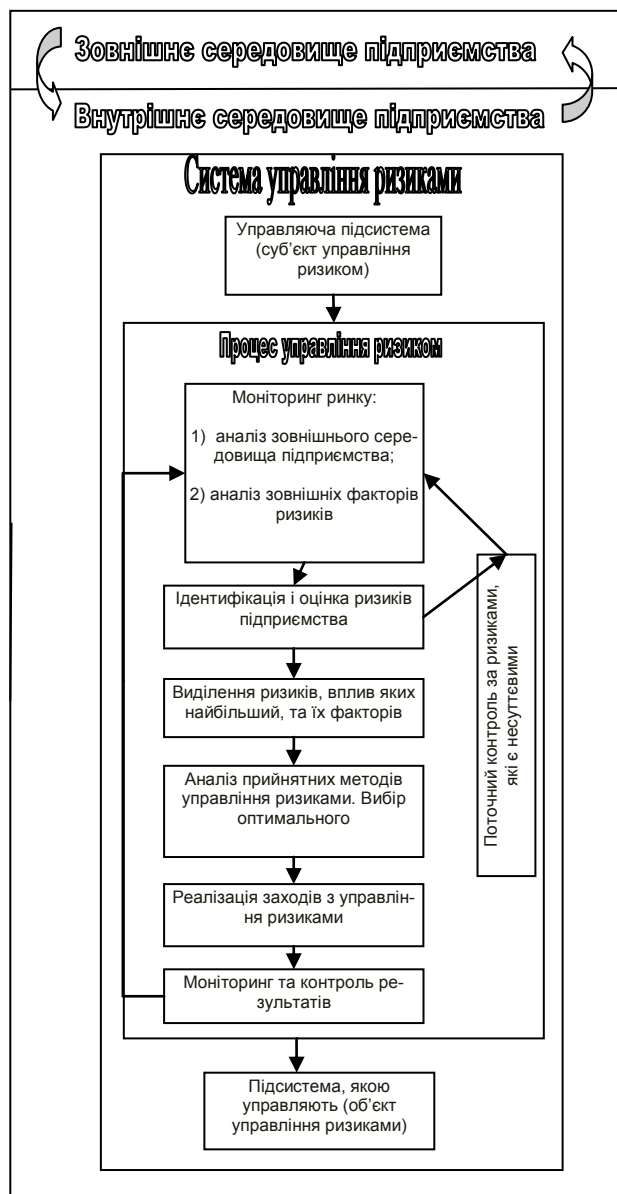 Зовнішнє середовище підприємства
Внутрішнє середовище підприємства
Система управління ризиками
Управляюча підсистема
(суб’єкт управління
ризиком)
Процес управління ризиком
Моніторинг ринку:
1) аналіз зовнішнього сере-
довища підприємства;
2) аналіз зовнішніх факторів
ризиків
Ідентифікація і оцінка ризиків
підприємства
Виділення ризиків, вплив яких
найбільший, та їх факторів
Аналіз прийнятних методів
управління ризиками. Вибір
оптимального
Реалізація заходів з управлін-
ня ризиками
Моніторинг та контроль ре-
зультатів
Поточний контроль за ризиками,
які є несуттєвими
Підсистема, якою
управляють (об’єкт
управління ризиками)